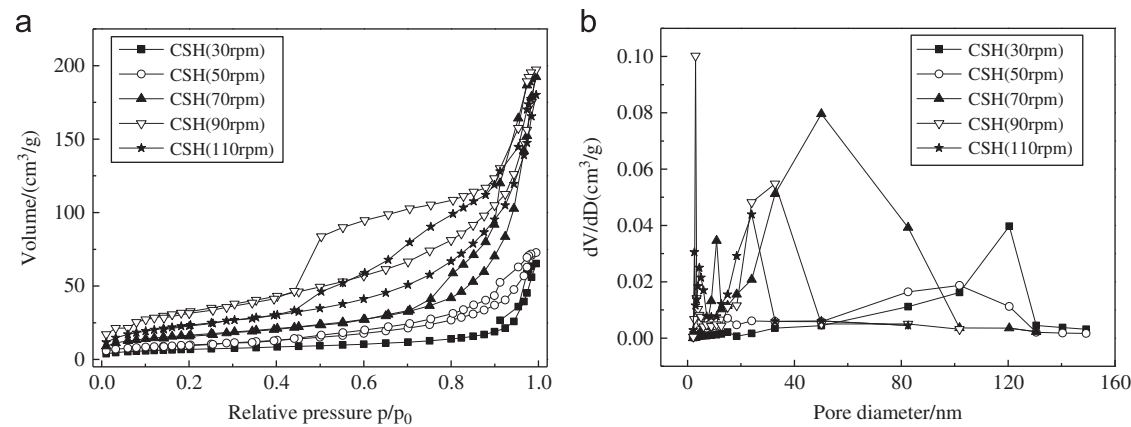 a
CSH(30rpm)
CSH(50rpm)
CSH(70rpm)
CSH(90rpm)
CSH(110rpm)
200
150
100
50
0
Volume/(cm³/g)
0.0 0.2 0.4 0.6 0.8 1.0
Relative pressure p/p₀
b
CSH(30rpm)
CSH(50rpm)
CSH(70rpm)
CSH(90rpm)
CSH(110rpm)
0.10
0.08
0.06
0.04
0.02
0.00
dV/dD(cm³/g)
0 40 80 120 160
Pore diameter/nm